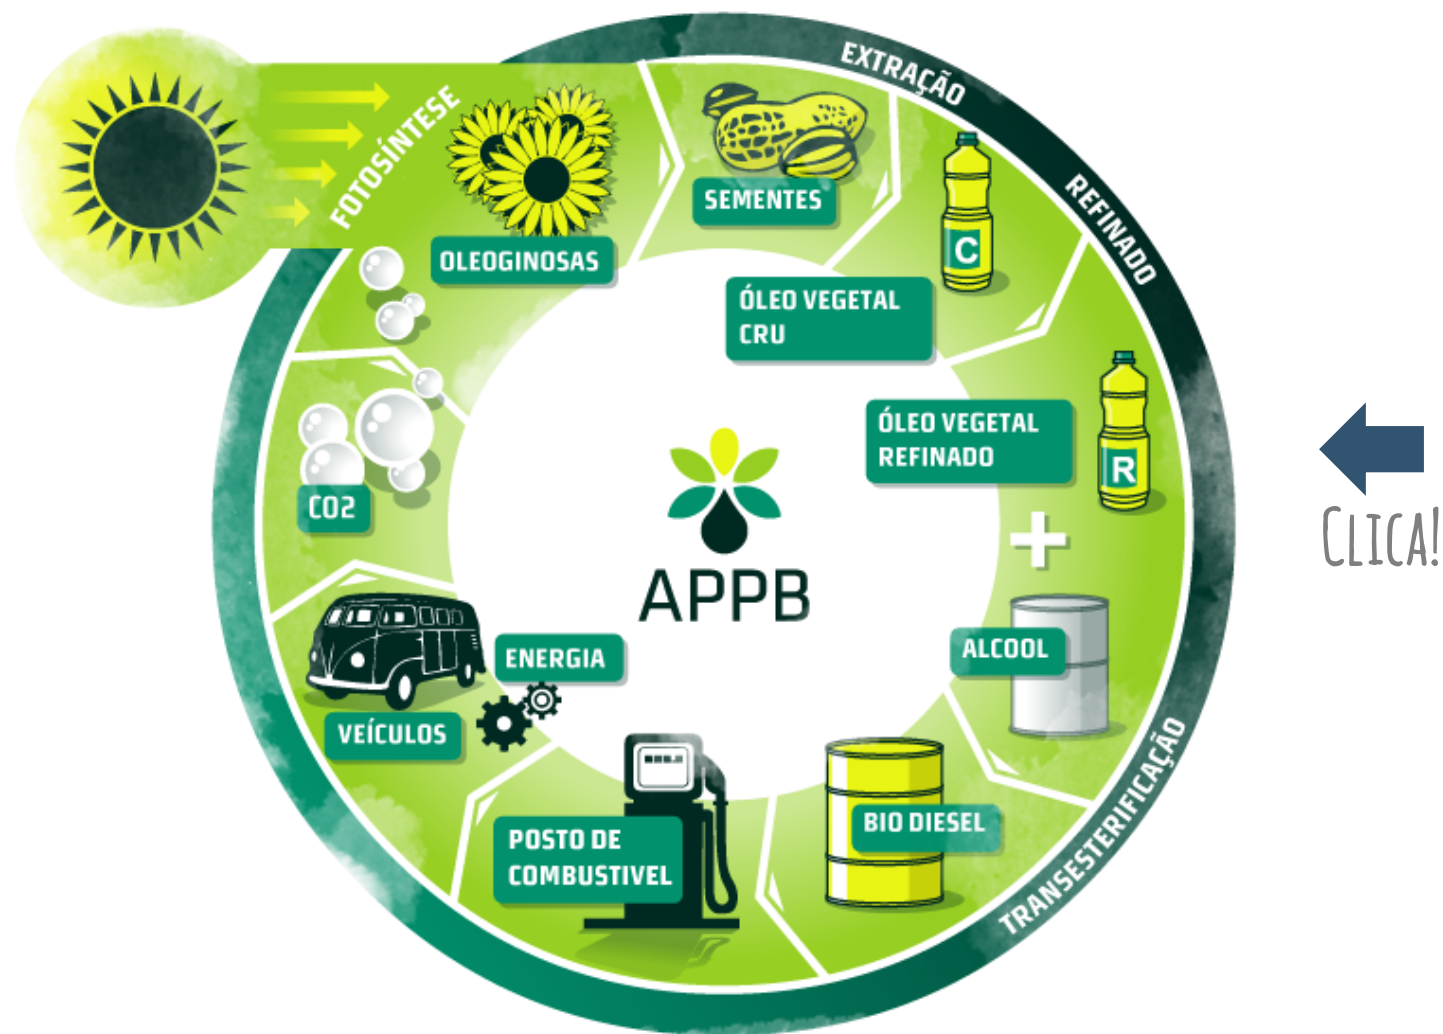 EXTRAÇÃO
REFINADO
TRANSESTERIFICAÇÃO
FOTOSÍNTESE
OLEOGINOSAS
SEMENTES
C
ÓLEO VEGETAL
CRU
ÓLEO VEGETAL
REFINADO
R
+
ALCOOL
BIO DIESEL
POSTO DE
COMBUSTIVEL
ENERGIA
VEÍCULOS
CO2
APPB
CLICA!